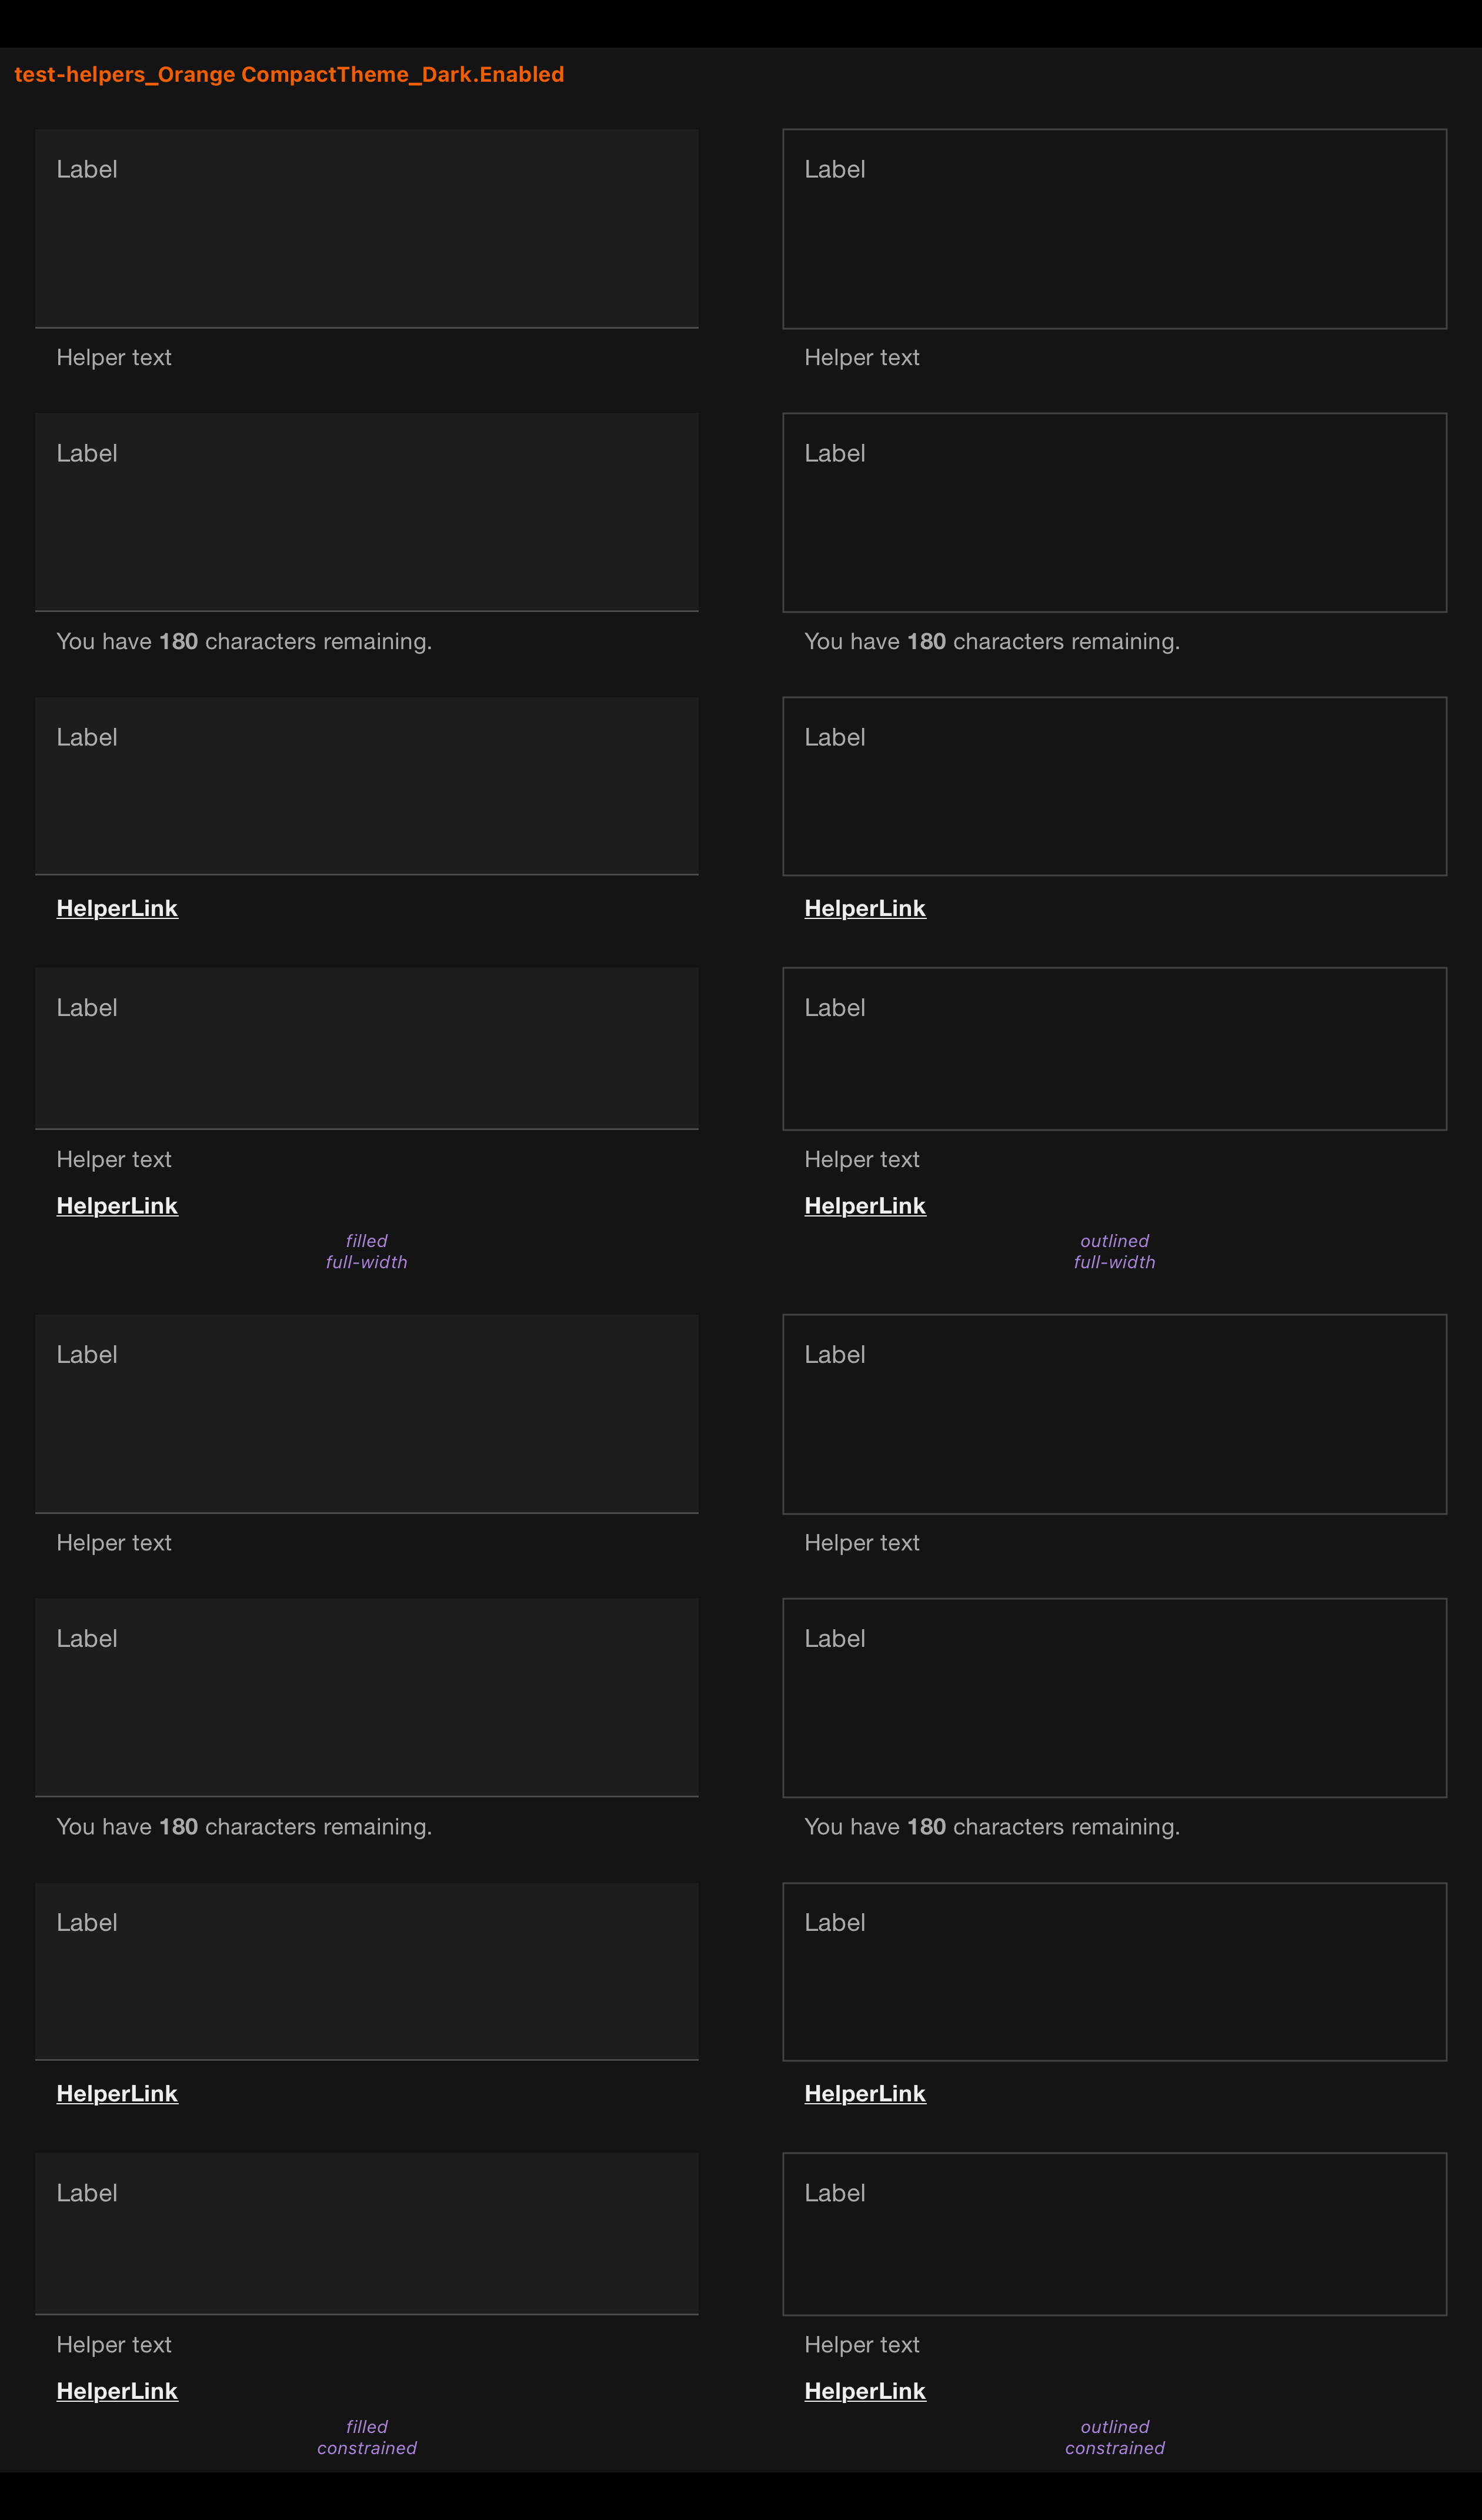 test-helpers_Orange CompactTheme_Dark.Enabled
Label
Label
Helper text
Helper text
Label
Label
You have 180 characters remaining.
You have 180 characters remaining.
Label
Label
HelperLink
HelperLink
Label
Label
Helper text
Helper text
HelperLink
HelperLink
filled
full-width
outlined
full-width
Label
Label
Helper text
Helper text
Label
Label
You have 180 characters remaining.
You have 180 characters remaining.
Label
Label
HelperLink
HelperLink
Label
Label
Helper text
Helper text
HelperLink
HelperLink
filled
constrained
outlined
constrained